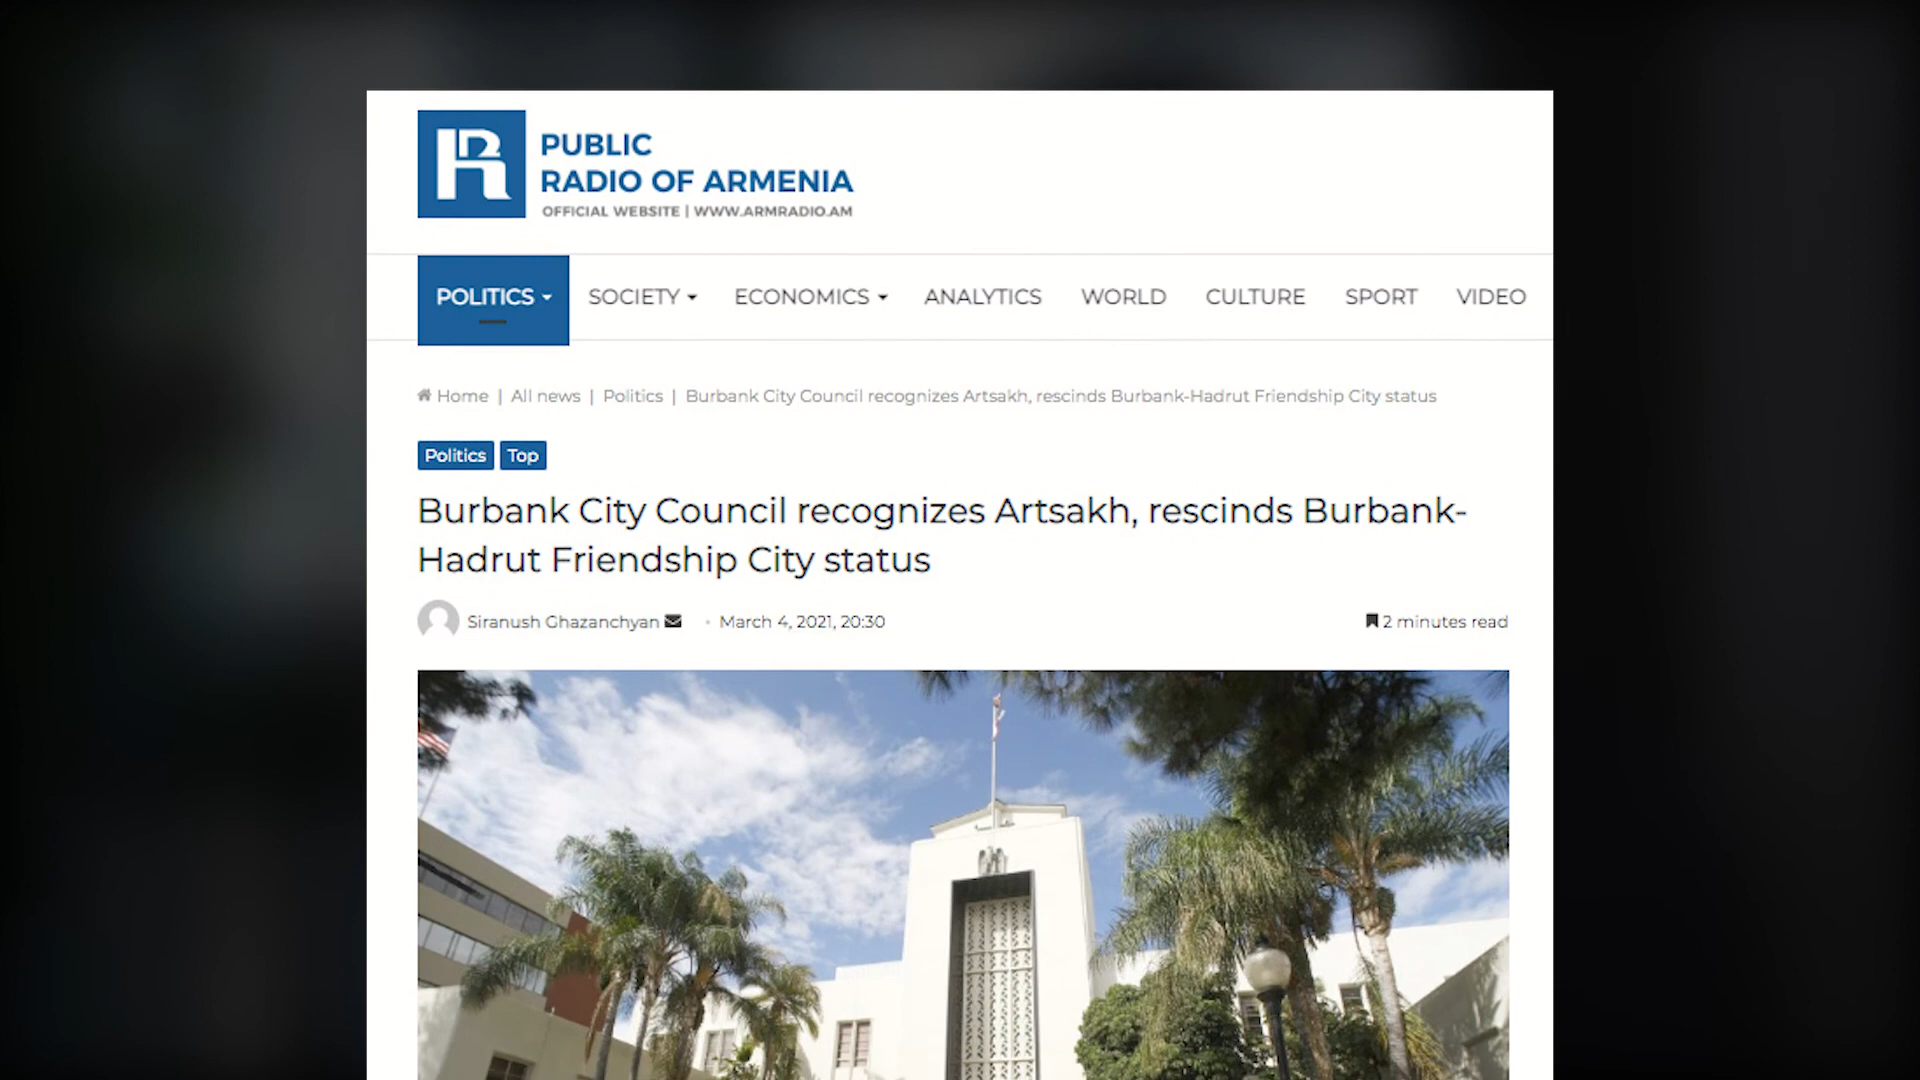 PUBLIC
RADIO OF ARMENIA
OFFICIAL WEBSITE | WWW.ARMRADIO.AM
POLITICS SOCIETY ECONOMICS ANALYTICS WORLD CULTURE SPORT VIDEO
Home | All news | Politics | Burbank City Council recognizes Artsakh, rescinds Burbank-Hadrut Friendship City status
Politics Top
Burbank City Council recognizes Artsakh, rescinds Burbank-
Hadrut Friendship City status
Siranush Ghazanchyan • March 4, 2021, 20:30 2 minutes read